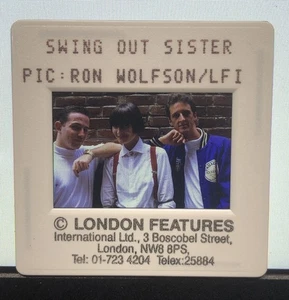 SWING OUT SISTER
PIC:RON WOLFSON/LFI
© LONDON FEATURES
International Ltd., 3 Boscobel Street,
London, NW8 8PS,
Tel: 01-723 4204 Telex:25884